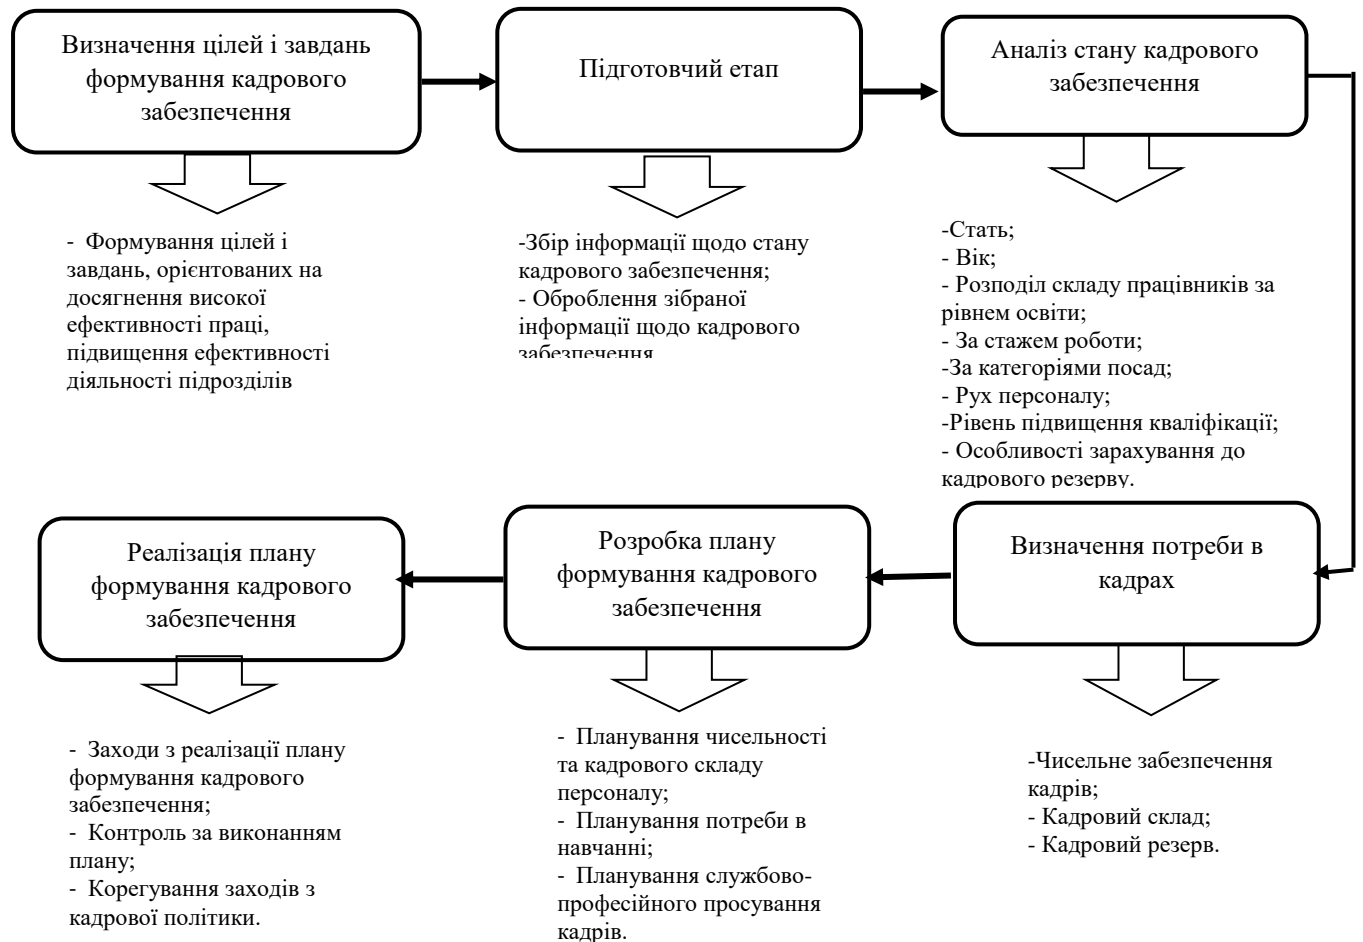 Визначення цілей і завдань
формування кадрового
забезпечення
Підготовчий етап
Аналіз стану кадрового
забезпечення
- Формування цілей і
завдань, орієнтованих на
досягнення високої
ефективності праці,
підвищення ефективності
діяльності підрозділів
-Збір інформації щодо стану
кадрового забезпечення;
- Оброблення зібраної
інформації щодо кадрового
забезпечення
-Стать;
- Вік;
- Розподіл складу працівників за
рівнем освіти;
- За стажем роботи;
-За категоріями посад;
- Рух персоналу;
-Рівень підвищення кваліфікації;
- Особливості зарахування до
кадрового резерву.
Визначення потреби в
кадрах
Розробка плану
формування кадрового
забезпечення
Реалізація плану
формування кадрового
забезпечення
-Чисельне забезпечення
кадрів;
- Кадровий склад;
- Кадровий резерв.
- Планування чисельності
та кадрового складу
персоналу;
- Планування потреби в
навчанні;
- Планування службово-
професійного просування
кадрів.
- Заходи з реалізації плану
формування кадрового
забезпечення;
- Контроль за виконанням
плану;
- Корегування заходів з
кадрової політики.